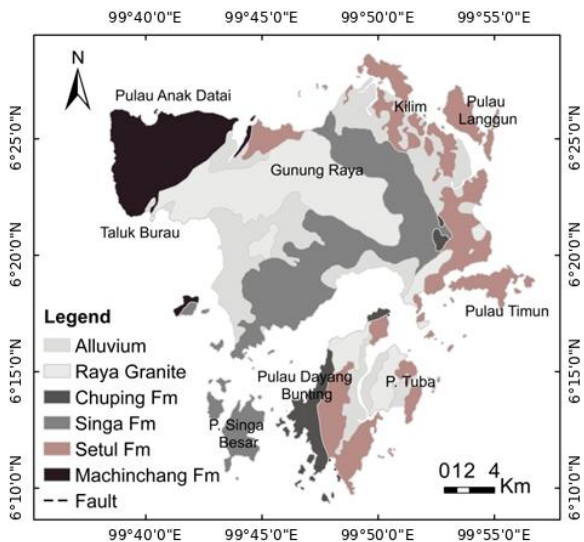 99°40'0"E 99°45'0"E 99°50'0"E 99°55'0"E
N
Pulau Anak Datai
Kilim
Pulau
Langgun
6°25'0"N
6°25'0"N
Gunung Raya
Taluk Burau
6°20'0"N
6°20'0"N
Pulau Timun
Legend
Alluvium
Raya Granite
Chuping Fm
Singa Fm
Setul Fm
Machinchang Fm
Fault
6°15'0"N
6°15'0"N
Pulau Dayang
Bunting
P. Tuba
P. Singa
Besar
012 4
Km
6°10'0"N
6°10'0"N
99°40'0"E 99°45'0"E 99°50'0"E 99°55'0"E